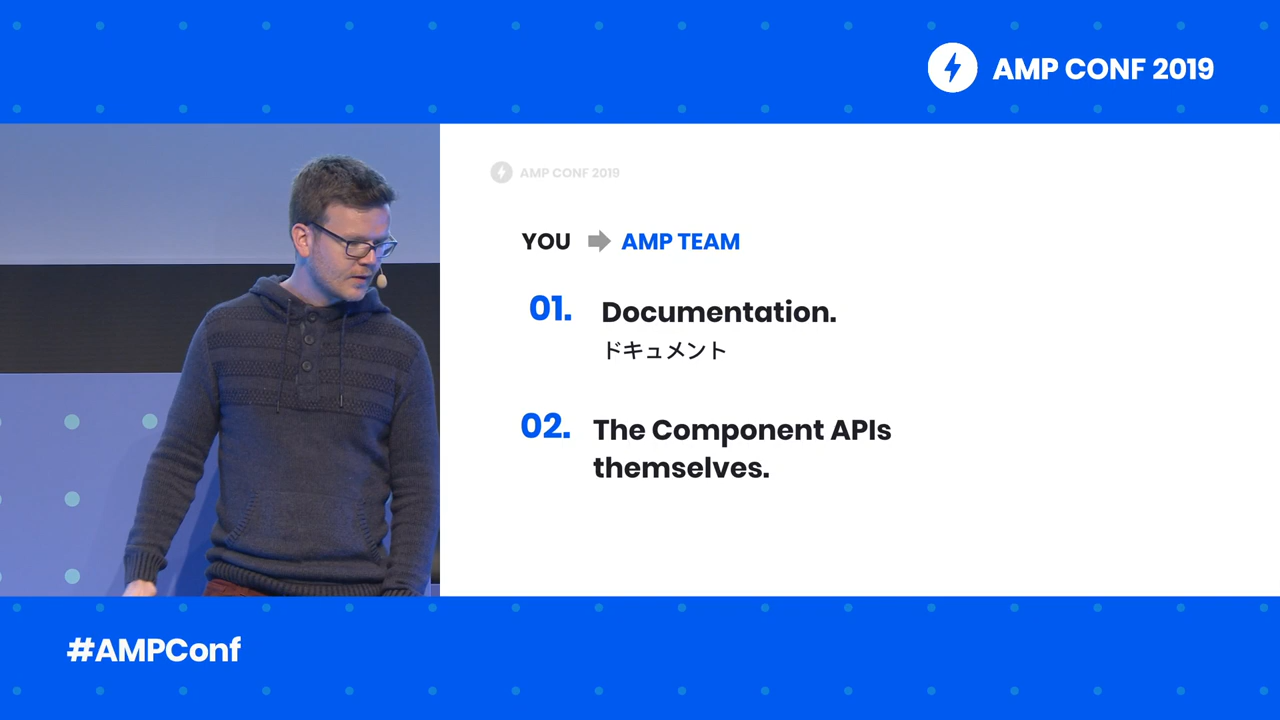 AMP CONF 2019
AMP CONF 2019
YOU AMP TEAM
01. Documentation.
ドキュメント
02. The Component APIs
themselves.
#AMPConf